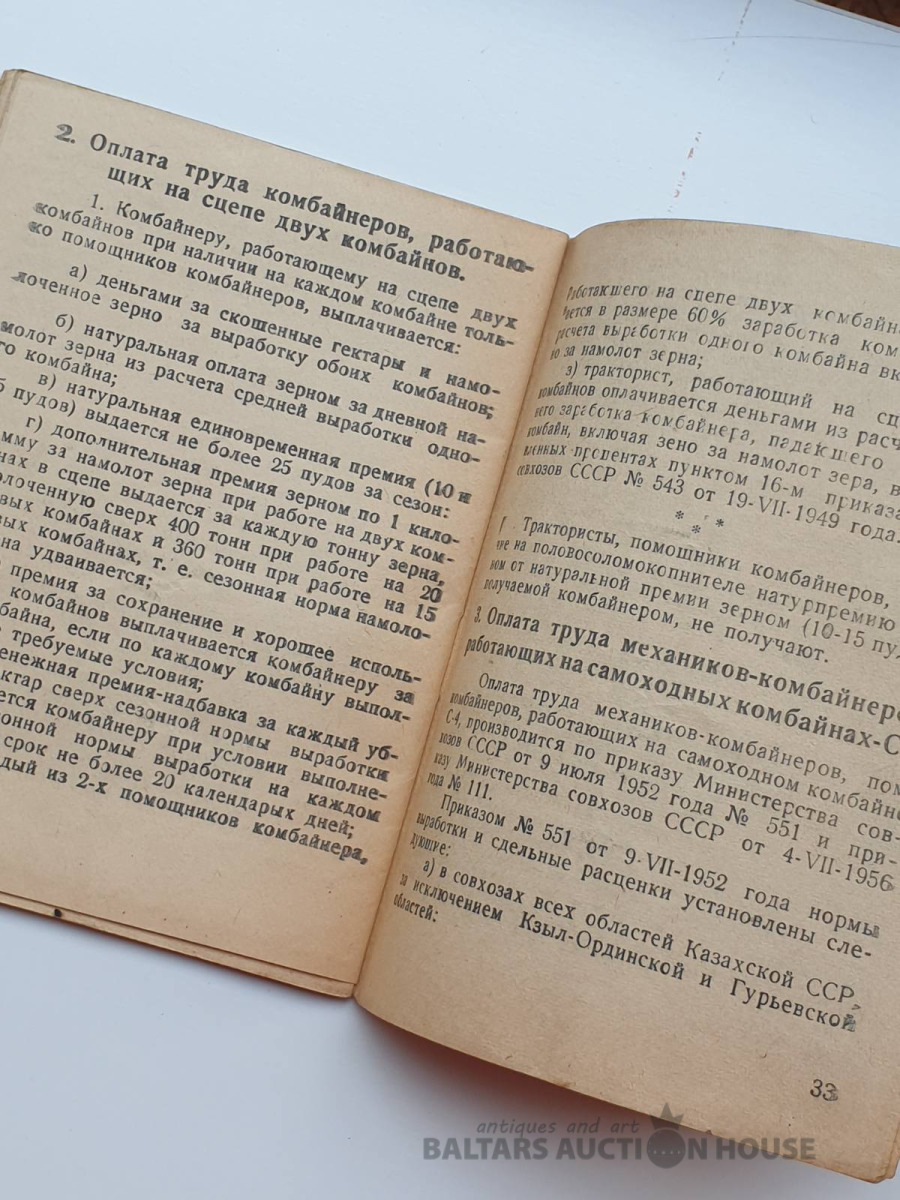 2. Оплата труда комбайнеров, работаю-
щих на сцепе двух комбайнов.
1. Комбайнеру, работающему на сцепе двух
комбайнов при наличии на каждом комбайне толь-
ко помощников комбайнеров, выплачивается:
а) деньгами за скошенные гектары и намо-
лоченное зерно за выработку обоих комбайнов;
б) натуральная оплата зерном за дневной на-
молот зерна из расчета средней выработки одно-
го комбайна;
в) натуральная единовременная премия (10 и
5 пудов) выдается не более 25 пудов за сезон:
г) дополнительная премия зерном по 1 кило-
амму за намолот зерна при работе на двух ком-
нах в сцепе выдается за каждую тонну зерна,
олоченную сверх 400 тонн при работе на 20
вых комбайнах и 360 тонн при работе на 15
вых комбайнах, т. е. сезонная норма намоло-
на удваивается;
премия за сохранение и хорошее исполь-
комбайнов выплачивается комбайнеру за
байна, если по каждому комбайну выпол-
требуемые условия;
енежная премия-надбавка за каждый уб-
ктар сверх сезонной нормы выработки
ется комбайнеру при условии выполне-
онной нормы выработки на каждом
срок не более 20 календарых дней;
дый из 2-х помощников комбайнера,
работающего на сцепе двух комбайно
ется в размере 60% заработка ком
расчета выработки одного комбайна вк
но за намолот зерна;
з) тракторист, работающий на сц
комбайнов оплачивается деньгами из расч
него заработка комбайнера, падающего
комбайн, включая зено за намолот зера, в
вленных процентах пунктом 16-м приказа
совхозов СССР № 543 от 19-VII-1949 года.
* * *
**
Трактористы, помощники комбайнеров,
чие на половосоломокопнителе натурпремию
ном от натуральной премии зерном (10-15 пу
получаемой комбайнером, не получают.
3. Оплата труда механиков-комбайнеро
работающих на самоходных комбайнах-С
Оплата труда механиков-комбайнеров, пом
комбайнеров, работающих на самоходном комбайне
С-4, производится по приказу Министерства сов-
хозов СССР от 9 июля 1952 года № 551 и при-
казу Министерства совхозов СССР от 4-VII-1956
года № 111.
Приказом № 551 от 9-VII-1952 года нормы
выработки и сдельные расценки установлены сле-
дующие:
а) в совхозах всех областей Казахской ССР,
за исключением Кзыл-Ординской и Гурьевской
областей:
33
antiques and art
BALTARS AUCTION HOUSE